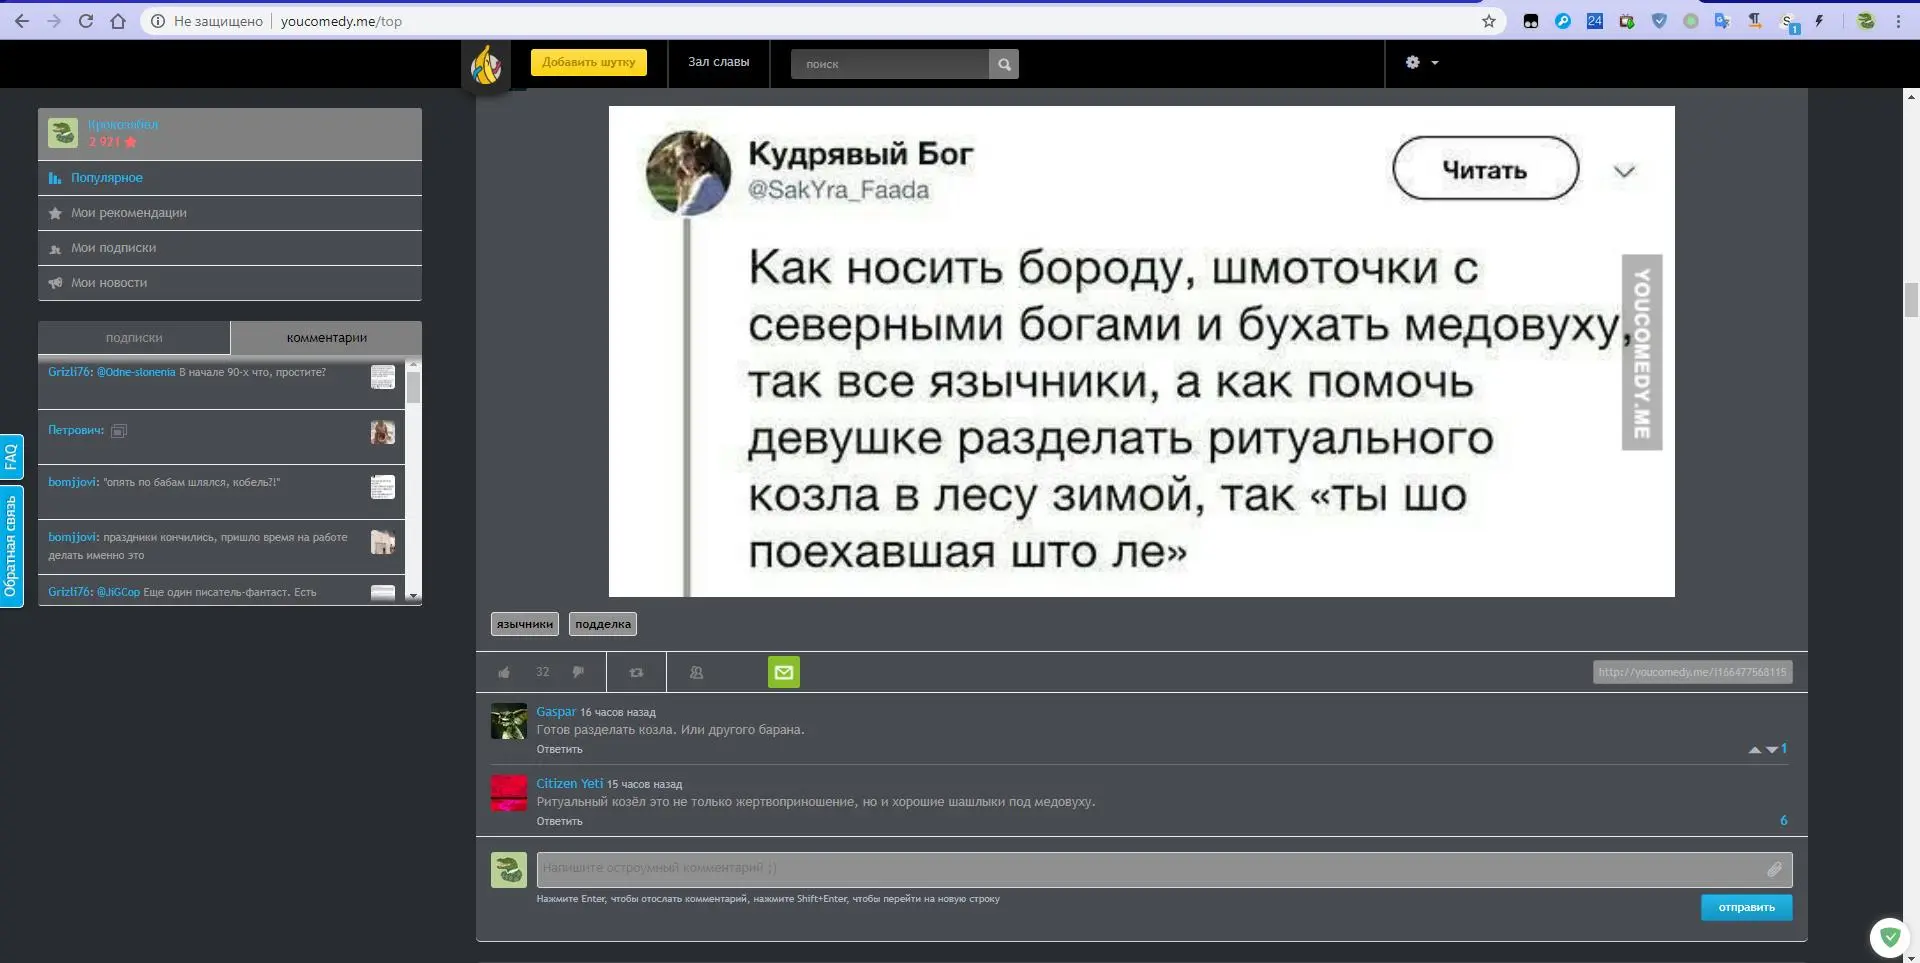 Не защищено
youcomedy.me/top
24
1
Добавить шутку
Зал славы
поиск
Крокозябол
2 921
Популярное
Мои рекомендации
Мои подписки
Мои новости
подписки
комментарии
Grizli76: @Odne-slonenia В начале 90-х что, простите?
Петрович:
bomjjovi: "опять по бабам шлялся, кобель?!"
bomjjovi: праздники кончились, пришло время на работе
делать именно это
Grizli76: @JiGCop Еще один писатель-фантаст. Есть
FAQ
Обратная связь
Кудрявый Бог
@SakYra_Faada
Читать
Как носить бороду, шмоточки с
северными богами и бухать медовуху,
так все язычники, а как помочь
девушке разделать ритуального
козла в лесу зимой, так «ты шо
поехавшая што ле»
YOUCOMEDY.ME
язычники
подделка
32
http://youcomedy.me/i166477568115
Gaspar 16 часов назад
Готов разделать козла. Или другого барана.
Ответить
1
Citizen Yeti 15 часов назад
Ритуальный козёл это не только жертвоприношение, но и хорошие шашлыки под медовуху.
Ответить
6
Напишите остроумный комментарий ;)
Нажмите Enter, чтобы отослать комментарий, нажмите Shift+Enter, чтобы перейти на новую строку
отправить